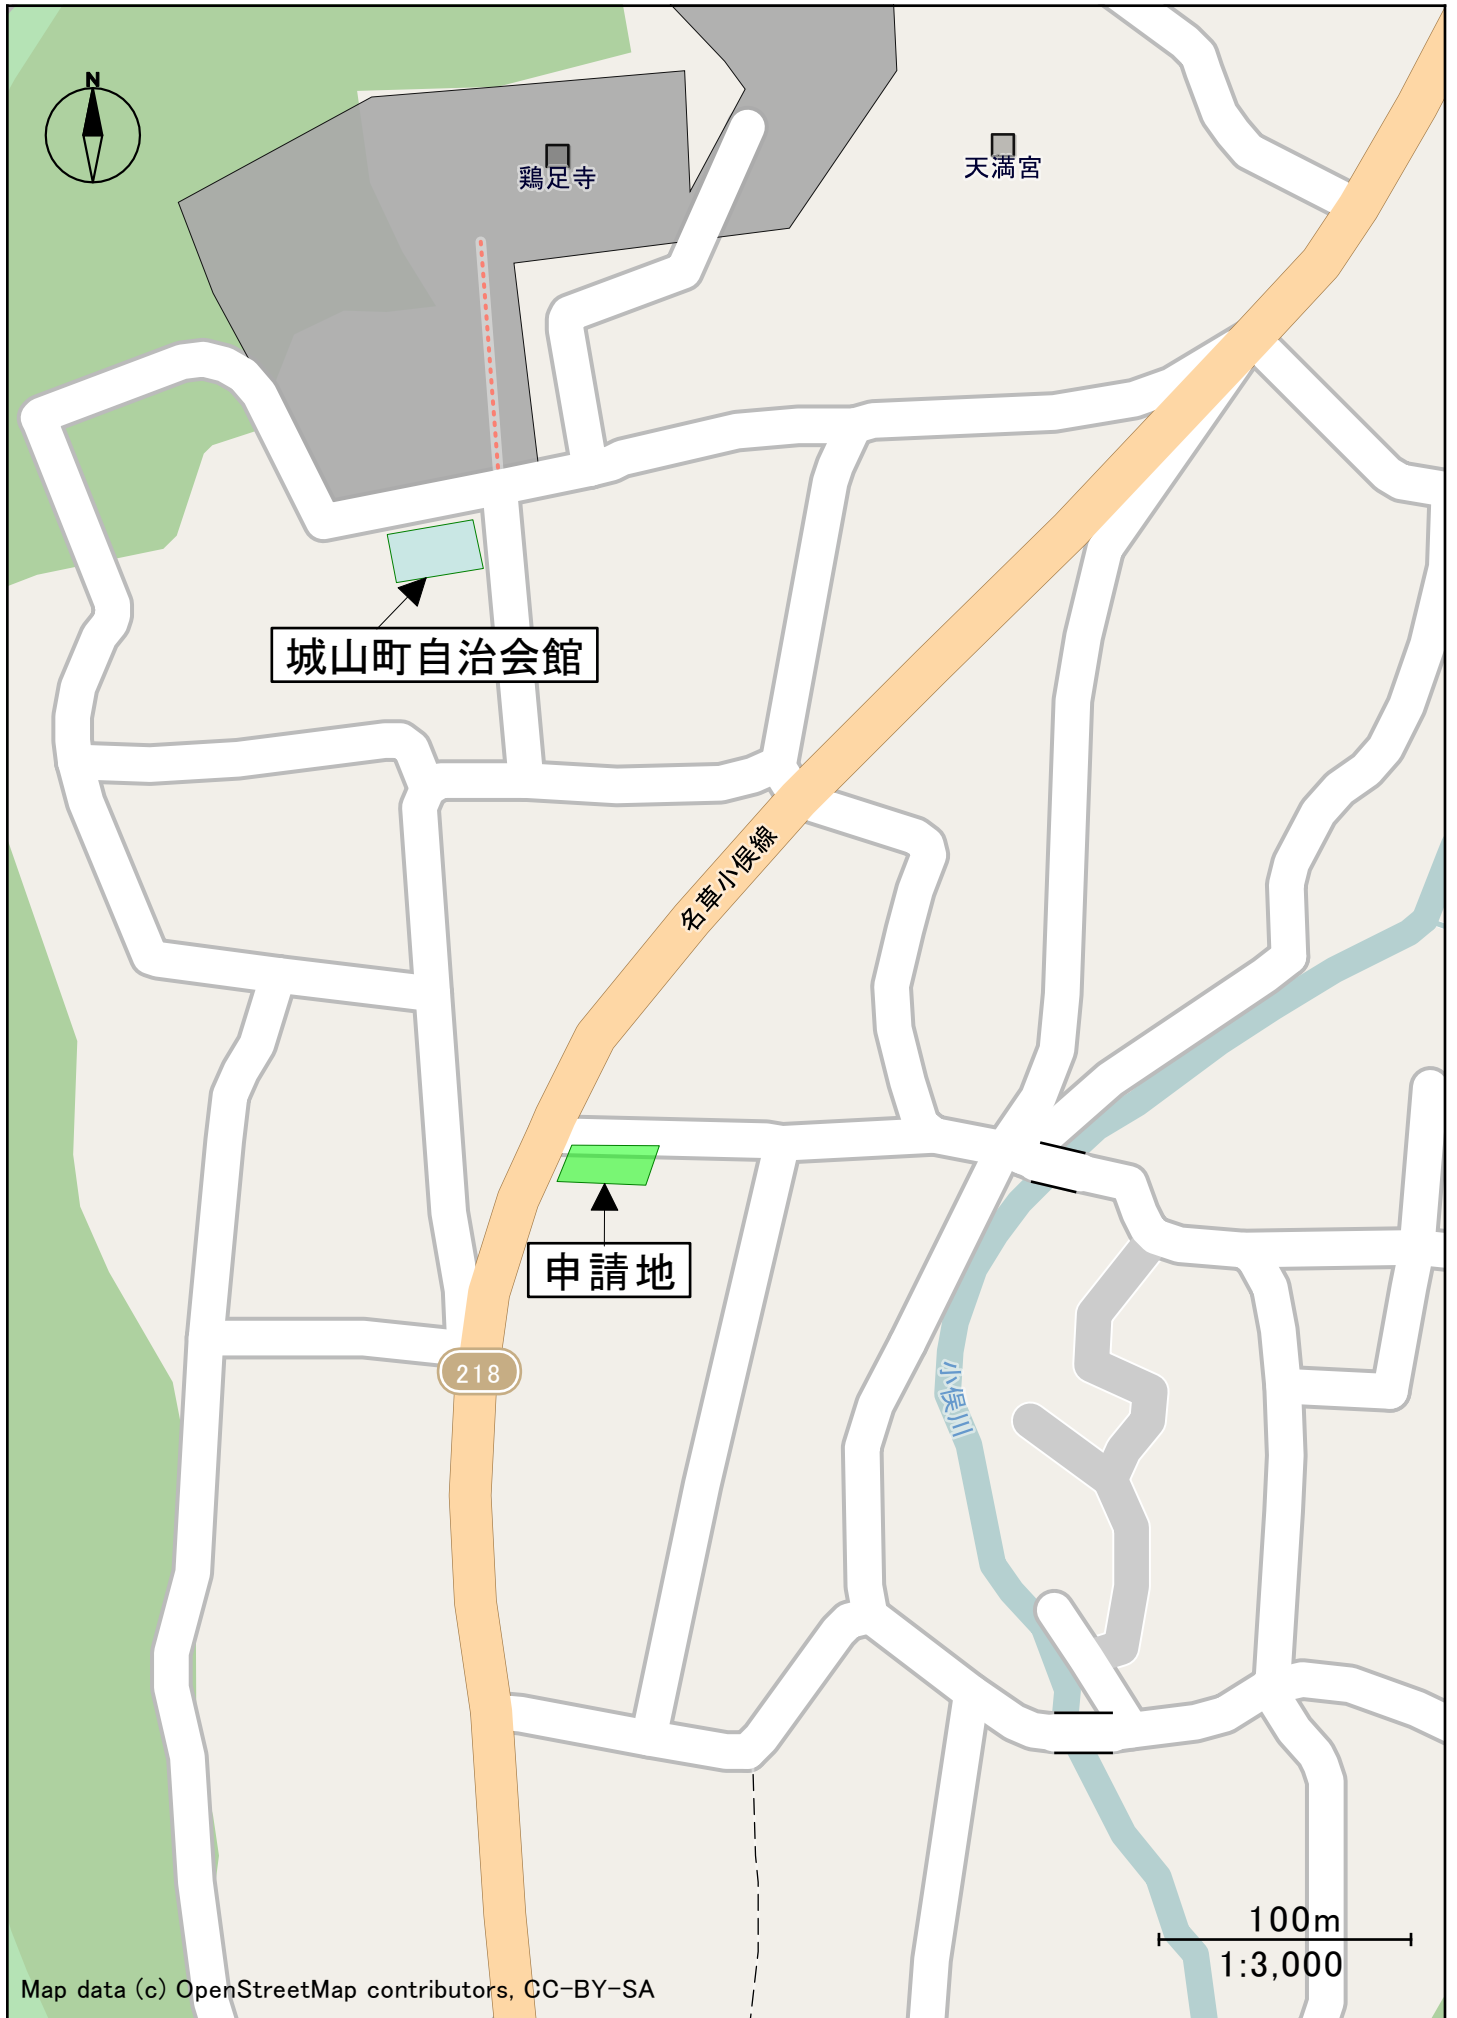 N
鶏足寺
天満宮
城山町自治会館
名草小俣線
申請地
218
小俣川
100m
1:3,000
Map data (c) OpenStreetMap contributors, CC-BY-SA